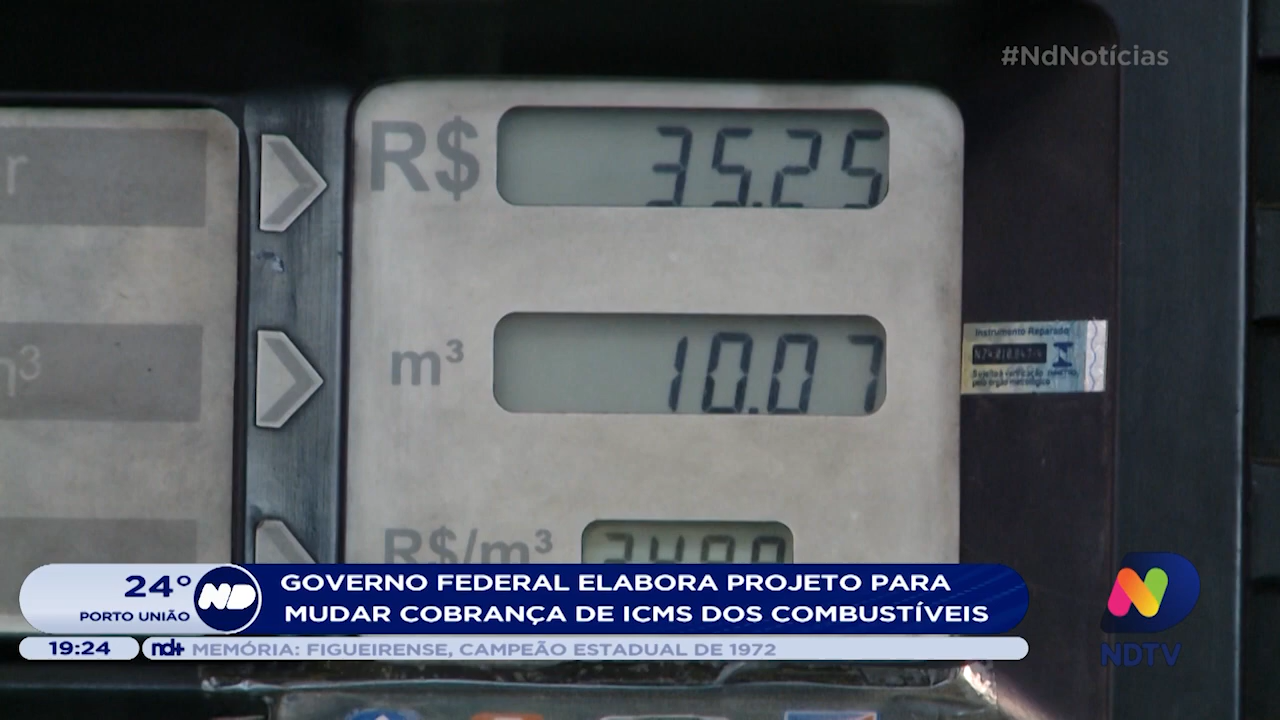 #NdNotícias
R$ 35.25
r
m³ 10.07
R$/m³
Instrumento Reparado
24°
PORTO UNIÃO
ND
GOVERNO FEDERAL ELABORA PROJETO PARA
MUDAR COBRANÇA DE ICMS DOS COMBUSTÍVEIS
NDTV
19:24
nd+ MEMÓRIA: FIGUEIRENSE, CAMPEÃO ESTADUAL DE 1972